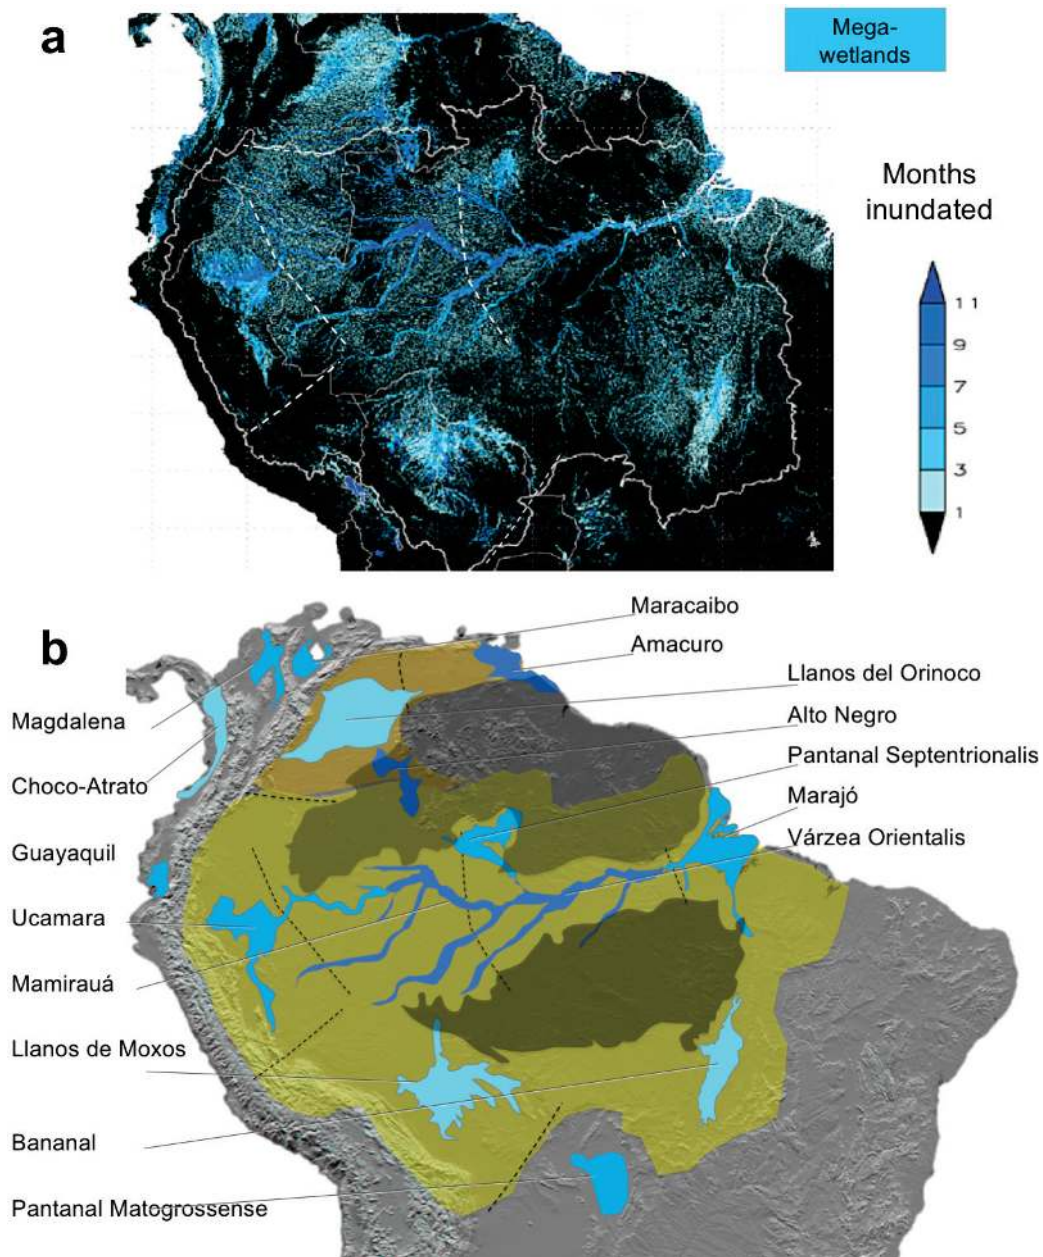 a
Mega-
wetlands
Months
inundated
11
9
7
5
3
1
b
Maracaibo
Amacuro
Llanos del Orinoco
Alto Negro
Pantanal Septentrionalis
Marajó
Várzea Orientalis
Magdalena
Choco-Atrato
Guayaquil
Ucamara
Mamirauá
Llanos de Moxos
Bananal
Pantanal Matogrossense